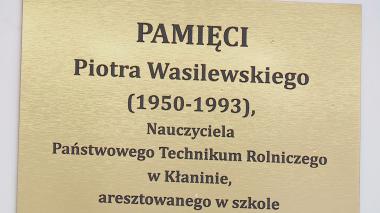 PAMIĘCI
Piotra Wasilewskiego
(1950-1993),
Nauczyciela
Państwowego Technikum Rolniczego
w Kłaninie,
aresztowanego w szkole